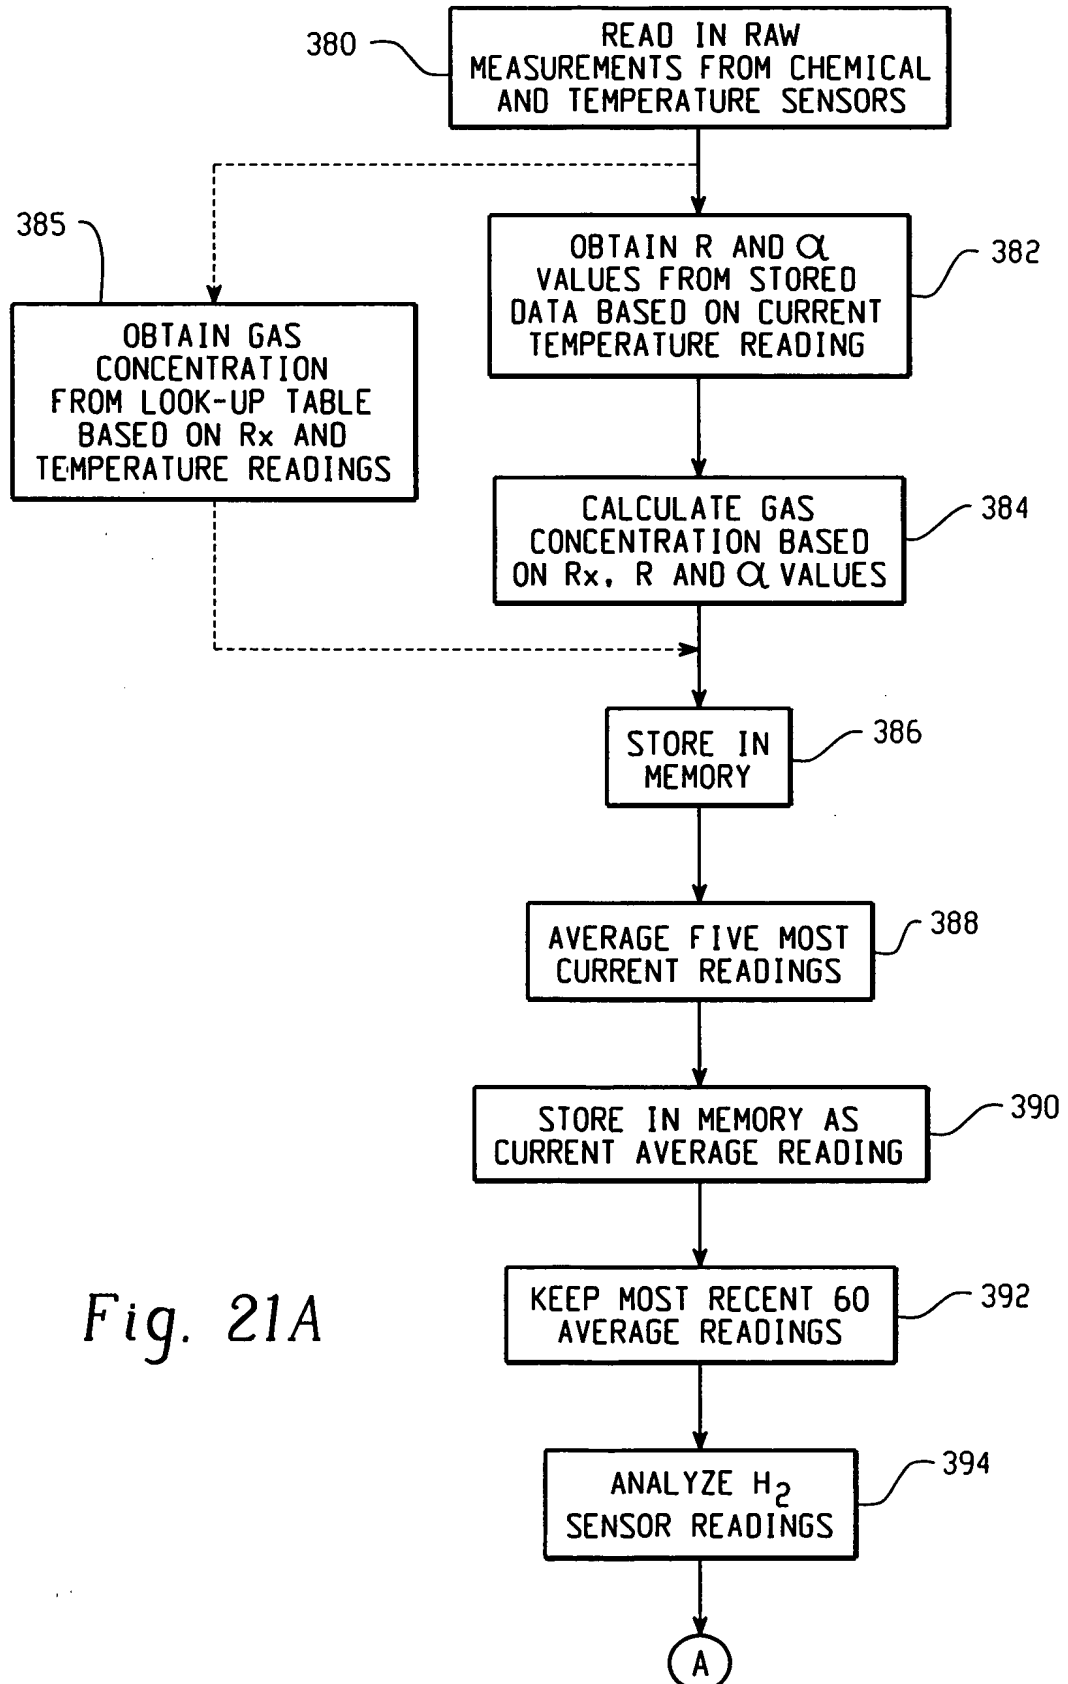 380
READ IN RAW
MEASUREMENTS FROM CHEMICAL
AND TEMPERATURE SENSORS
385
OBTAIN GAS
CONCENTRATION
FROM LOOK-UP TABLE
BASED ON Rx AND
TEMPERATURE READINGS
382
OBTAIN R AND α
VALUES FROM STORED
DATA BASED ON CURRENT
TEMPERATURE READING
384
CALCULATE GAS
CONCENTRATION BASED
ON Rx, R AND α VALUES
386
STORE IN
MEMORY
388
AVERAGE FIVE MOST
CURRENT READINGS
390
STORE IN MEMORY AS
CURRENT AVERAGE READING
392
KEEP MOST RECENT 60
AVERAGE READINGS
Fig. 21A
394
ANALYZE H2
SENSOR READINGS
A